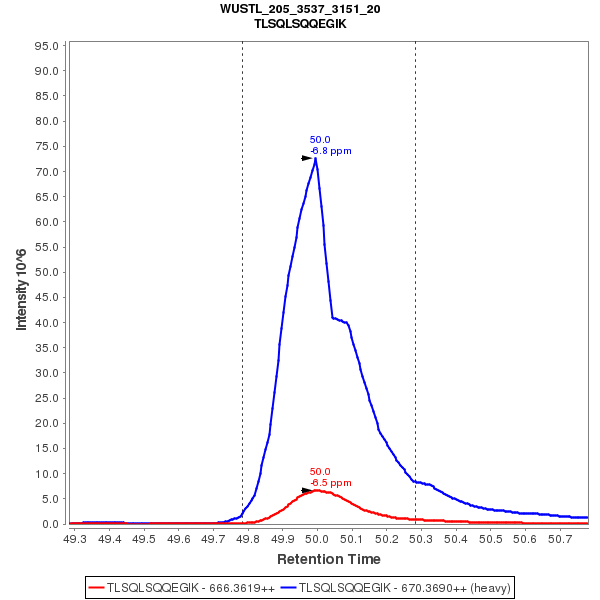 WUSTL_205_3537_3151_20
TLSQLSQQEGIK
95.0
90.0
85.0
80.0
75.0
70.0
65.0
60.0
55.0
50.0
45.0
40.0
35.0
30.0
25.0
20.0
15.0
10.0
5.0
0.0
Intensity 10^6
50.0
-6.8 ppm
50.0
-6.5 ppm
49.3 49.4 49.5 49.6 49.7 49.8 49.9 50.0 50.1 50.2 50.3 50.4 50.5 50.6 50.7
Retention Time
TLSQLSQQEGIK - 666.3619++ TLSQLSQQEGIK - 670.3690++ (heavy)